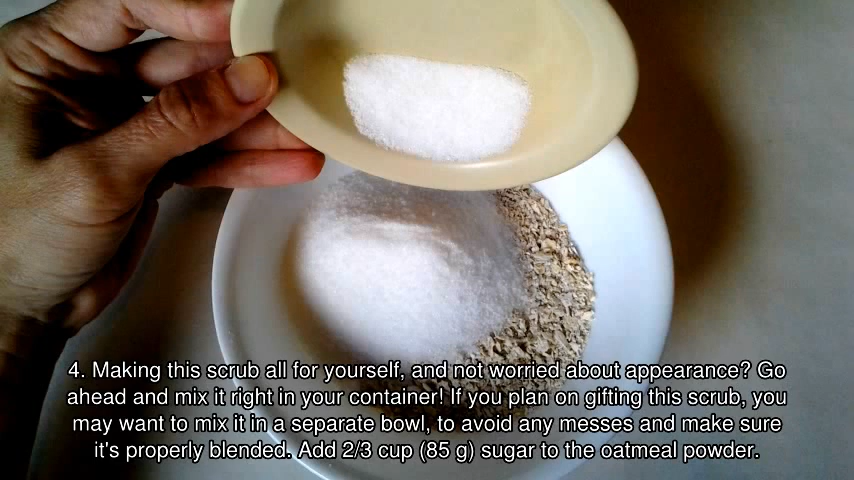 4. Making this scrub all for yourself, and not worried about appearance? Go
ahead and mix it right in your container! If you plan on gifting this scrub, you
may want to mix it in a separate bowl, to avoid any messes and make sure
it's properly blended. Add 2/3 cup (85 g) sugar to the oatmeal powder.